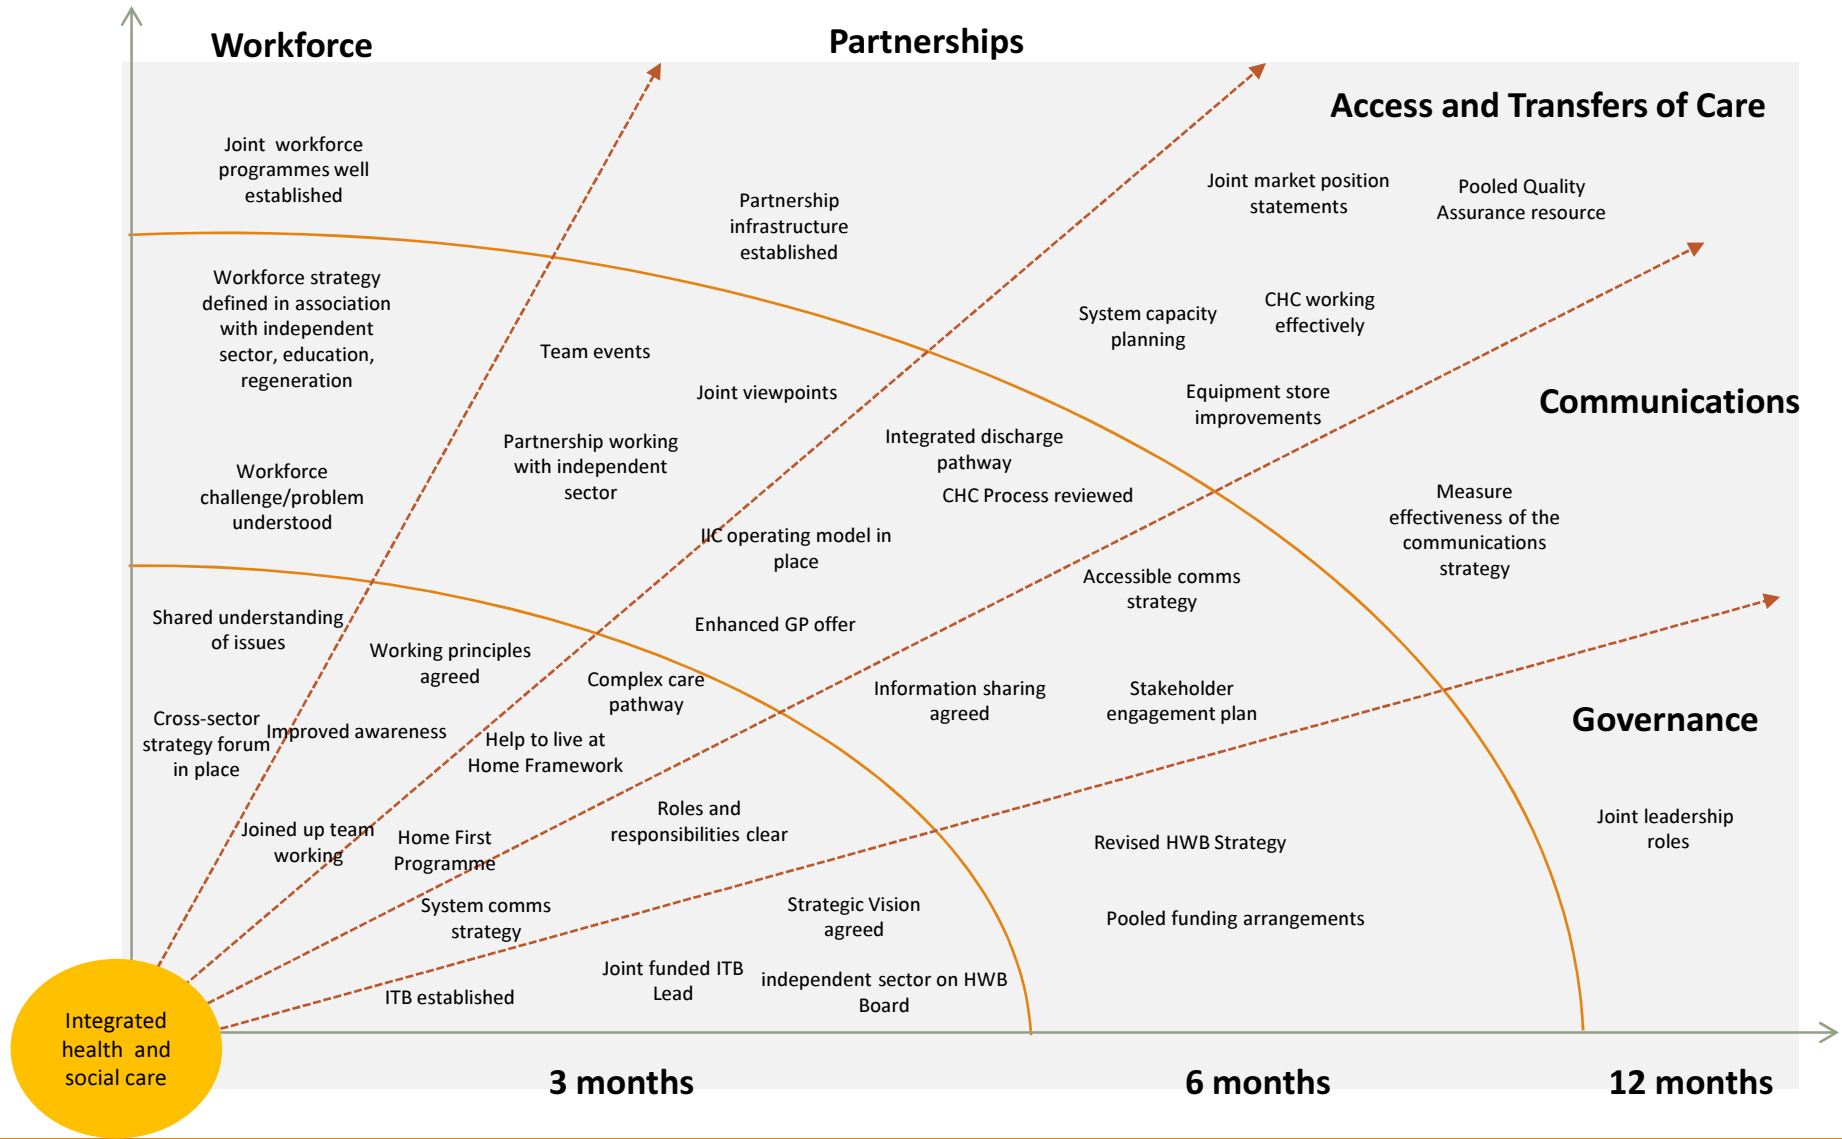 Workforce
Partnerships
Access and Transfers of Care
Communications
Governance
Joint workforce
programmes well
established
Partnership
infrastructure
established
Joint market position
statements
Pooled Quality
Assurance resource
Workforce strategy
defined in association
with independent
sector, education,
regeneration
Team events
Joint viewpoints
System capacity
planning
CHC working
effectively
Equipment store
improvements
Workforce
challenge/problem
understood
Partnership working
with independent
sector
Integrated discharge
pathway
CHC Process reviewed
IIC operating model in
place
Measure
effectiveness of the
communications
strategy
Accessible comms
strategy
Shared understanding
of issues
Working principles
agreed
Enhanced GP offer
Complex care
pathway
Information sharing
agreed
Stakeholder
engagement plan
Cross-sector
strategy forum
in place
Improved awareness
Help to live at
Home Framework
Joined up team
working
Home First
Programme
Roles and
responsibilities clear
Revised HWB Strategy
Joint leadership
roles
System comms
strategy
Strategic Vision
agreed
Pooled funding arrangements
ITB established
Joint funded ITB
Lead
independent sector on HWB
Board
Integrated
health and
social care
3 months
6 months
12 months